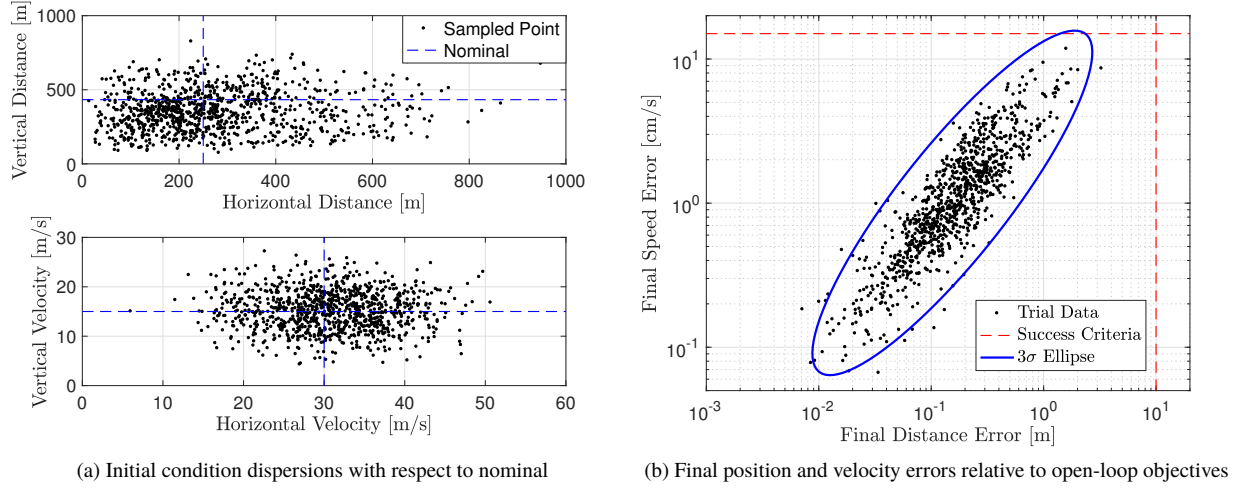 1000
500
0
Vertical Distance [m]
Sampled Point
Nominal
0 200 400 600 800 1000
Horizontal Distance [m]
30
20
10
0
Vertical Velocity [m/s]
0 10 20 30 40 50 60
Horizontal Velocity [m/s]
(a) Initial condition dispersions with respect to nominal
10^1
10^0
10^-1
Final Speed Error [cm/s]
Trial Data
Success Criteria
3σ Ellipse
10^-3 10^-2 10^-1 10^0 10^1
Final Distance Error [m]
(b) Final position and velocity errors relative to open-loop objectives